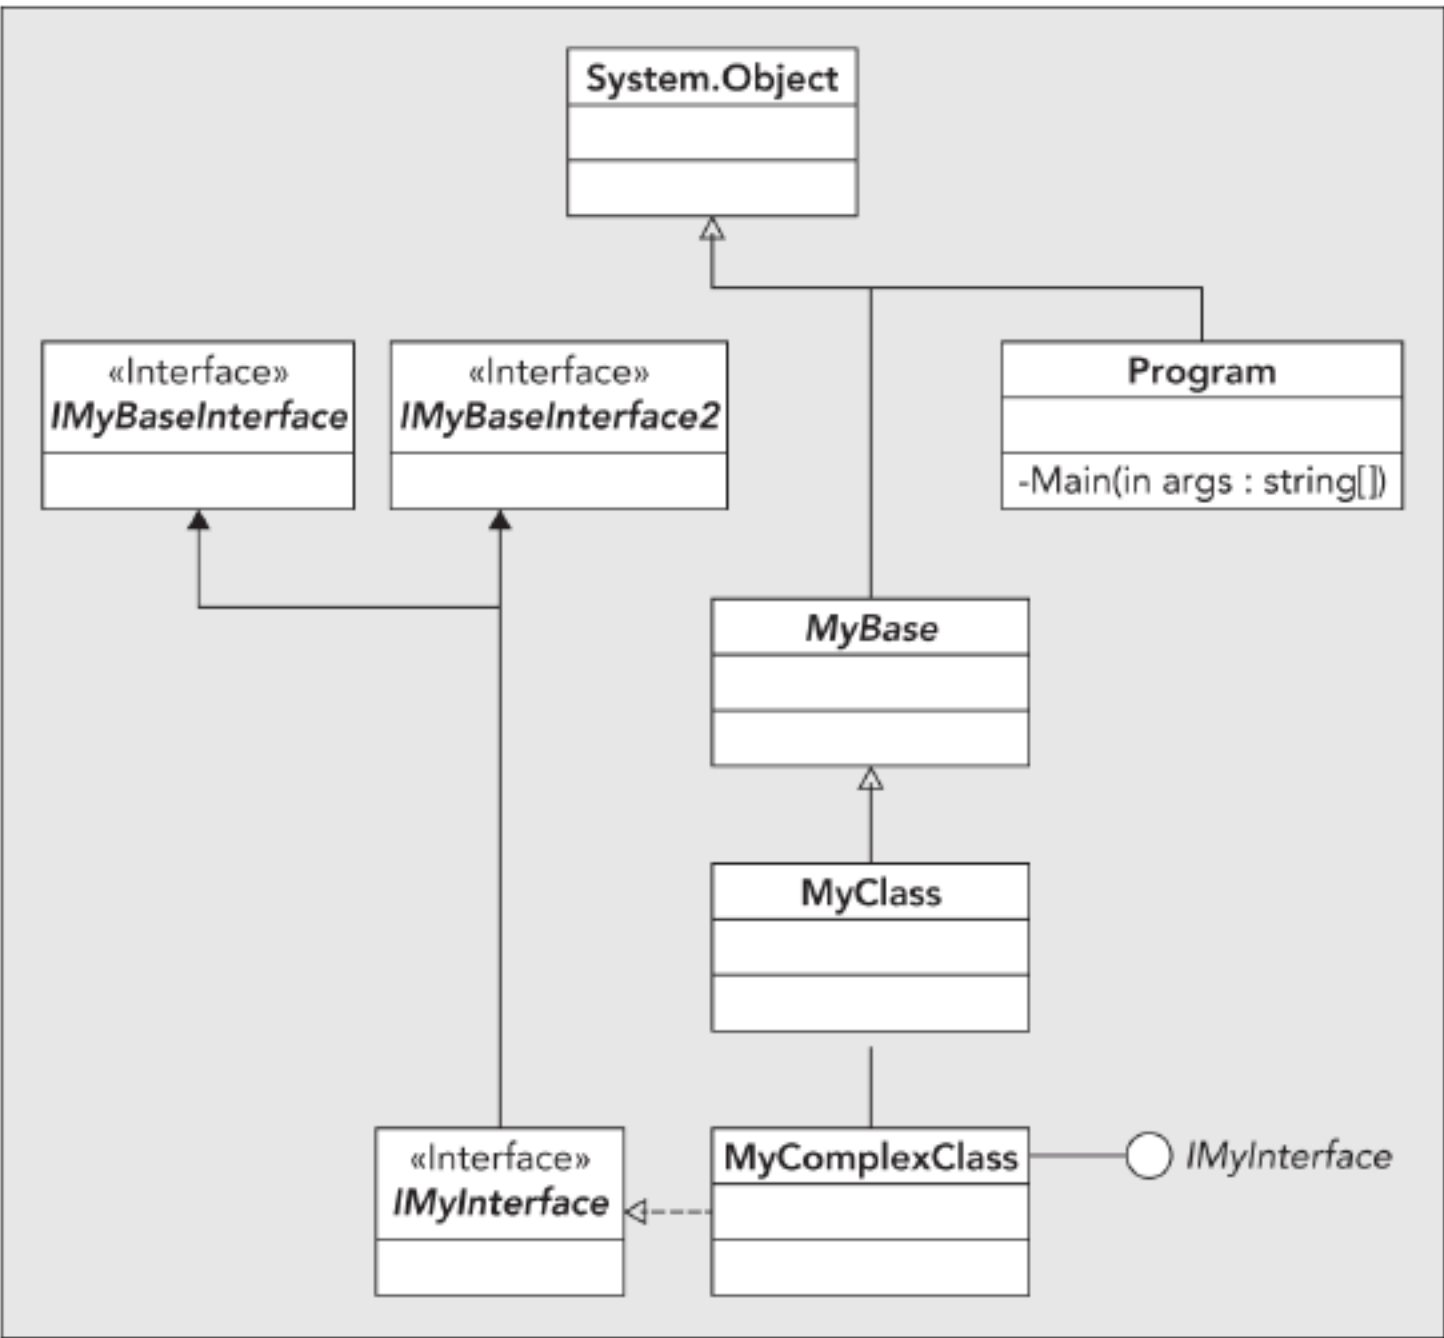 System.Object
«Interface»
IMyBaseInterface
«Interface»
IMyBaseInterface2
Program
-Main(in args : string[])
MyBase
MyClass
«Interface»
IMyInterface
MyComplexClass
IMyInterface